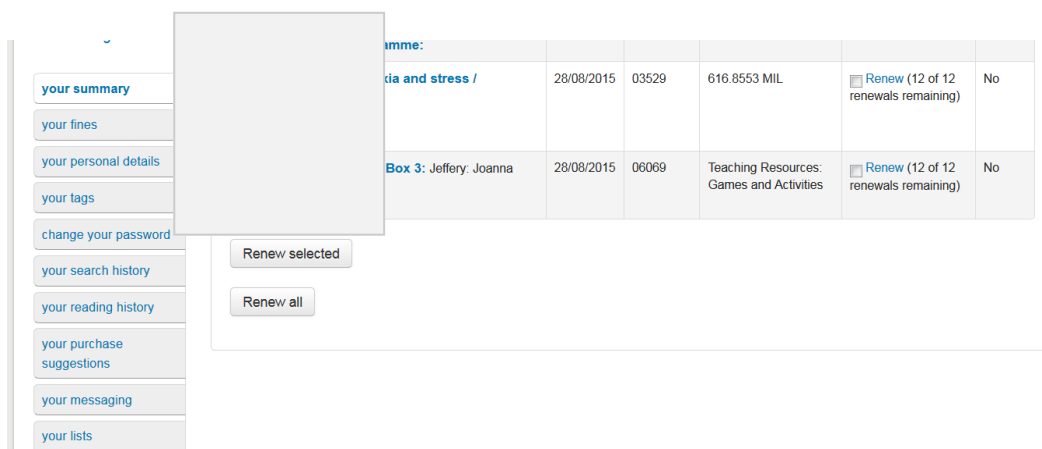 amme:
xia and stress /
28/08/2015
03529
616.8553 MIL
Renew (12 of 12
renewals remaining)
No
Box 3: Jeffery: Joanna
28/08/2015
06069
Teaching Resources:
Games and Activities
Renew (12 of 12
renewals remaining)
No
Renew selected
Renew all
your summary
your fines
your personal details
your tags
change your password
your search history
your reading history
your purchase
suggestions
your messaging
your lists